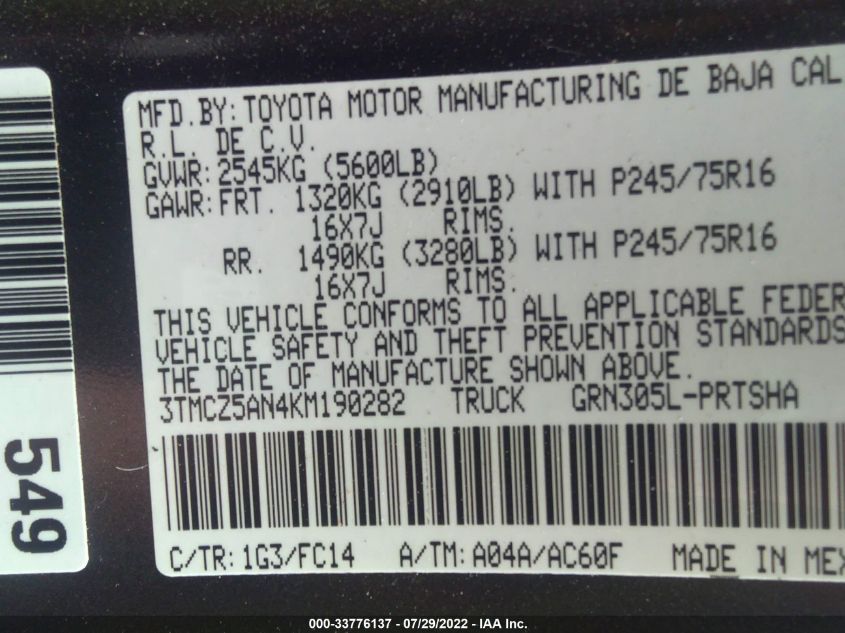 MFD.BY: TOYOTA MOTOR MANUFACTURING DE BAJA CAL
R.L. DE C.V.
GVWR: 2545KG (5600LB)
GAWR: FRT. 1320KG (2910LB) WITH P245/75R16
16X7J RIMS.
RR. 1490KG (3280LB) WITH P245/75R16
16X7J RIMS.
THIS VEHICLE CONFORMS TO ALL APPLICABLE FEDER
VEHICLE SAFETY AND THEFT PREVENTION STANDARDS
THE DATE OF MANUFACTURE SHOWN ABOVE.
3TMCZ5AN4KM190282 TRUCK GRN305L-PRTSHA
C/TR: 1G3/FC14 A/TM: A04A/AC60F MADE IN MEX
549
000-33776137 - 07/29/2022 - IAA Inc.